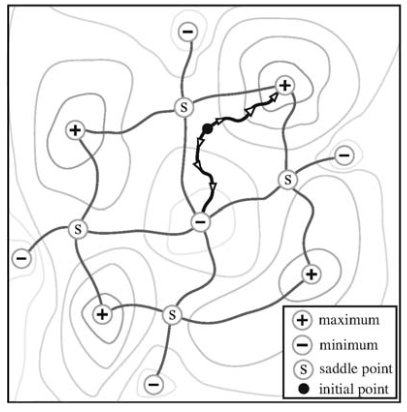 S
S
S
S
maximum
minimum
S saddle point
initial point